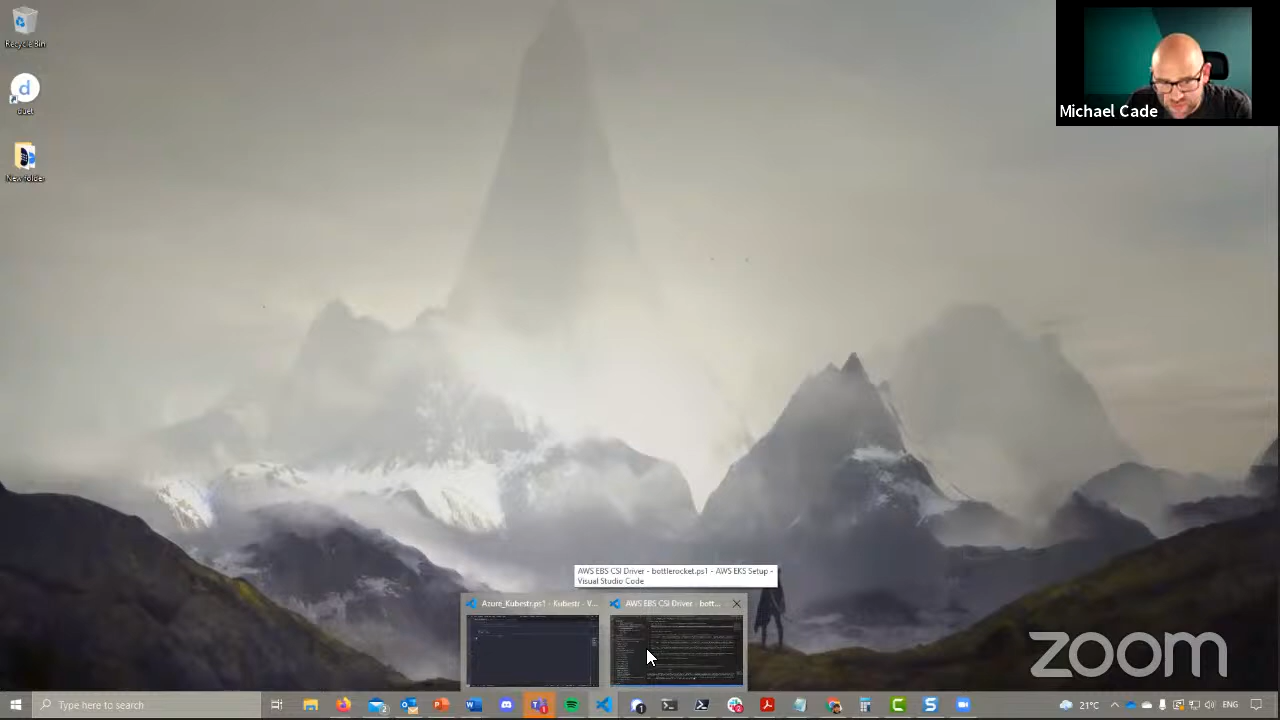 Recycle Bin
d
duet
New folder
Michael Cade
AWS EBS CSI Driver - bottlerocket.ps1 - AWS EKS Setup -
Visual Studio Code
Azure_Kubestr.ps1 - Kubestr - V...
AWS EBS CSI Driver - bott...
zoom
Type here to search
21°C
ENG